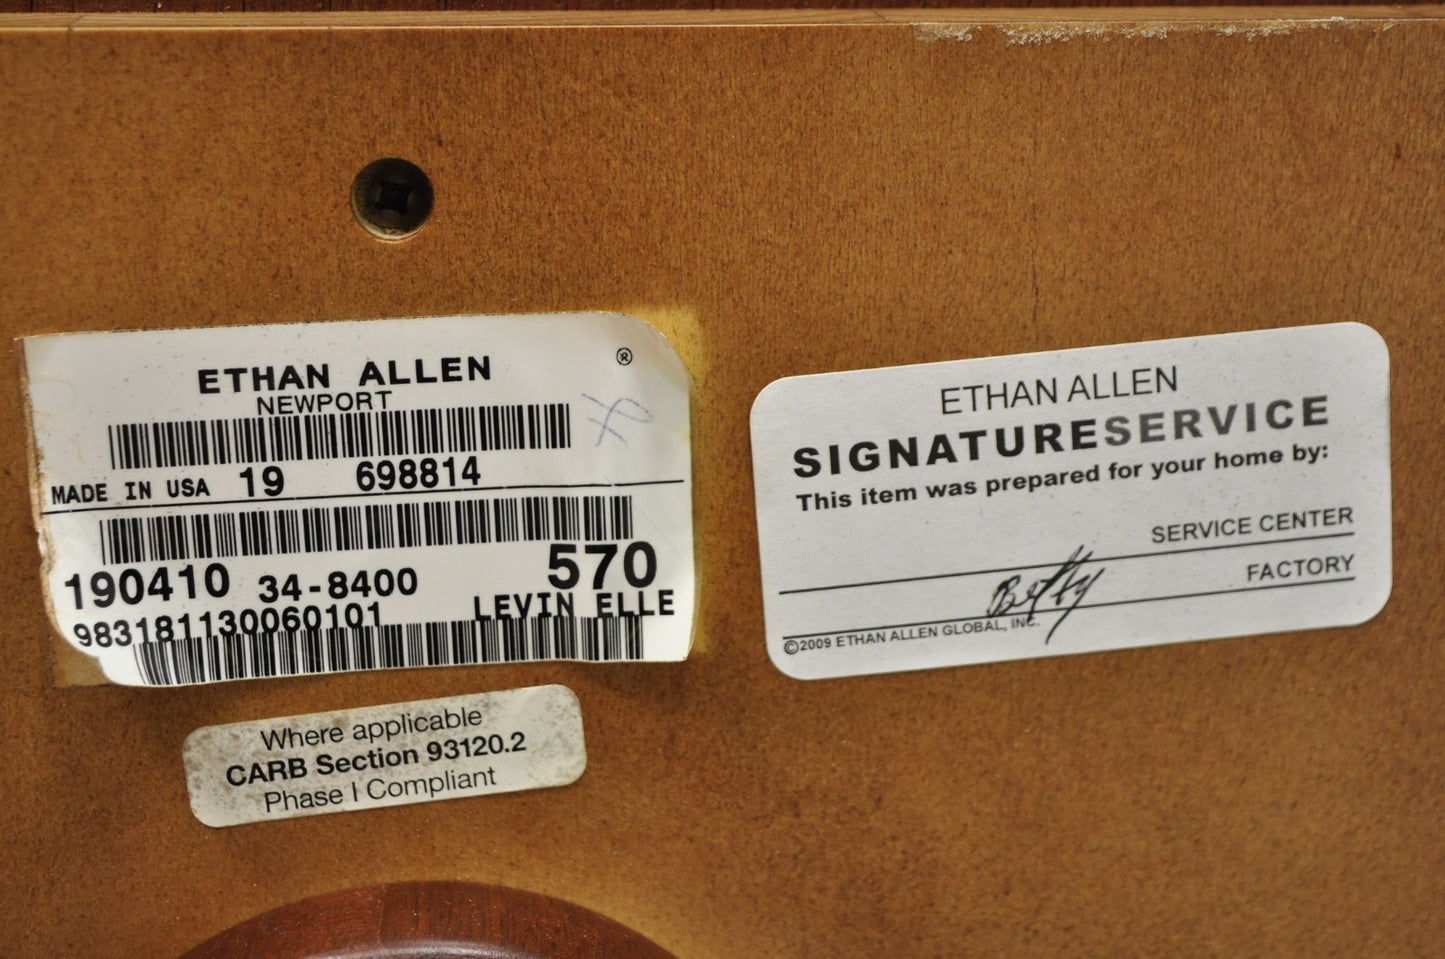 ETHAN ALLEN ®
NEWPORT
MADE IN USA 19 698814
190410 34-8400 570
983181130060101 LEVIN ELLE
Where applicable
CARB Section 93120.2
Phase I Compliant
ETHAN ALLEN
SIGNATURESERVICE
This item was prepared for your home by:
SERVICE CENTER
Betty
FACTORY
©2009 ETHAN ALLEN GLOBAL, INC.